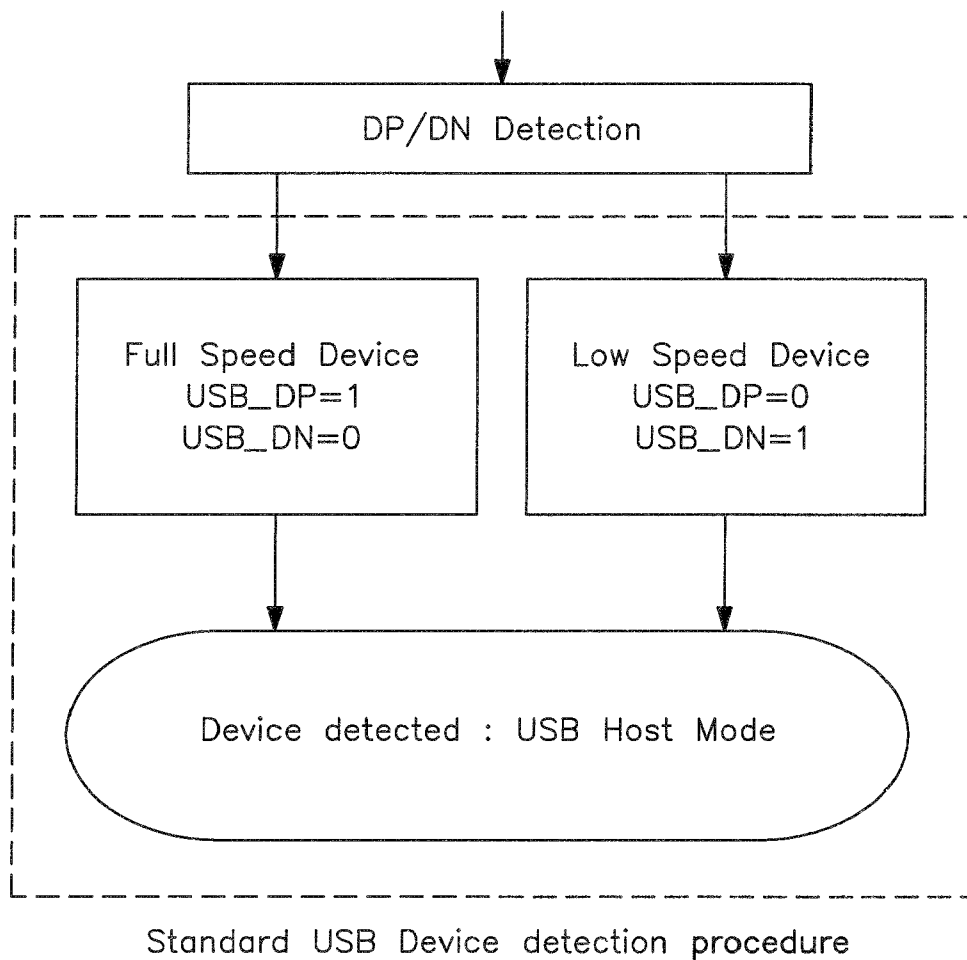 DP/DN Detection
Full Speed Device
USB_DP=1
USB_DN=0
Low Speed Device
USB_DP=0
USB_DN=1
Device detected : USB Host Mode
Standard USB Device detection procedure